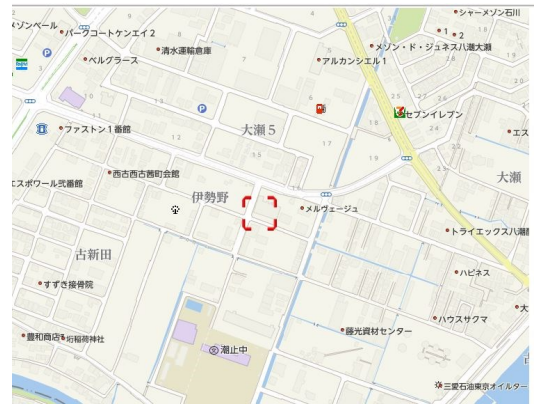 シャーメゾン石川
メゾンベール
パークコートケンエイ2
1
2
清水運輸倉庫
メゾン・ド・ジュネス八潮大瀬
ベルグラース
アルカンシエル1
セブンイレブン
ファストン1番館
大瀬5
エス
西古西古茜町会館
大瀬
エスポワール弐番館
伊勢野
メルヴェージュ
トライエックス八潮
古新田
ハピネス
すずき接骨院
大
ハウスサクマ
豊和商店
垳稲荷神社
藤光資材センター
潮止中
三愛石油東京オイルター